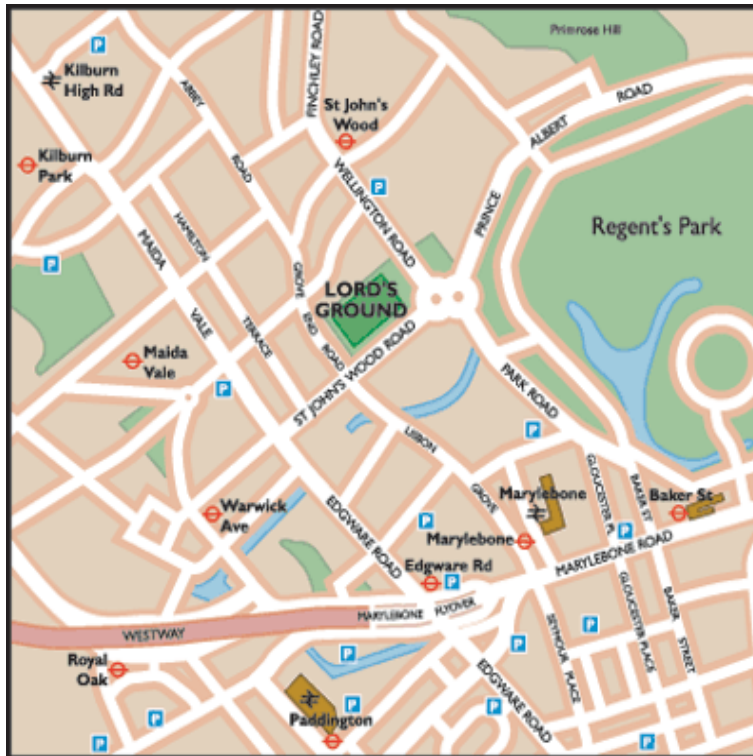 Primrose Hill
P
Kilburn
High Rd
ABBEY
ROAD
FINCHLEY ROAD
St John's
Wood
ALBERT
ROAD
Kilburn
Park
P
WELLINGTON ROAD
PRINCE
HAMILTON
TERRACE
MAIDA
VALE
Regent's Park
P
GROVE
END
ROAD
LORD'S
GROUND
Maida
Vale
P
ST JOHN'S WOOD ROAD
PARK ROAD
P
LISSON
GROVE
Marylebone
GLOUCESTER PL
BAKER ST
Baker St
Warwick
Ave
EDGWARE ROAD
P
Marylebone
P
MARYLEBONE ROAD
Edgware Rd
P
MARYLEBONE
FLYOVER
WESTWAY
SEYMOUR
PLACE
GLOUCESTER PLACE
BAKER
STREET
P
P
P
Royal
Oak
EDGWARE ROAD
Paddington
P
P
P
P
P
P